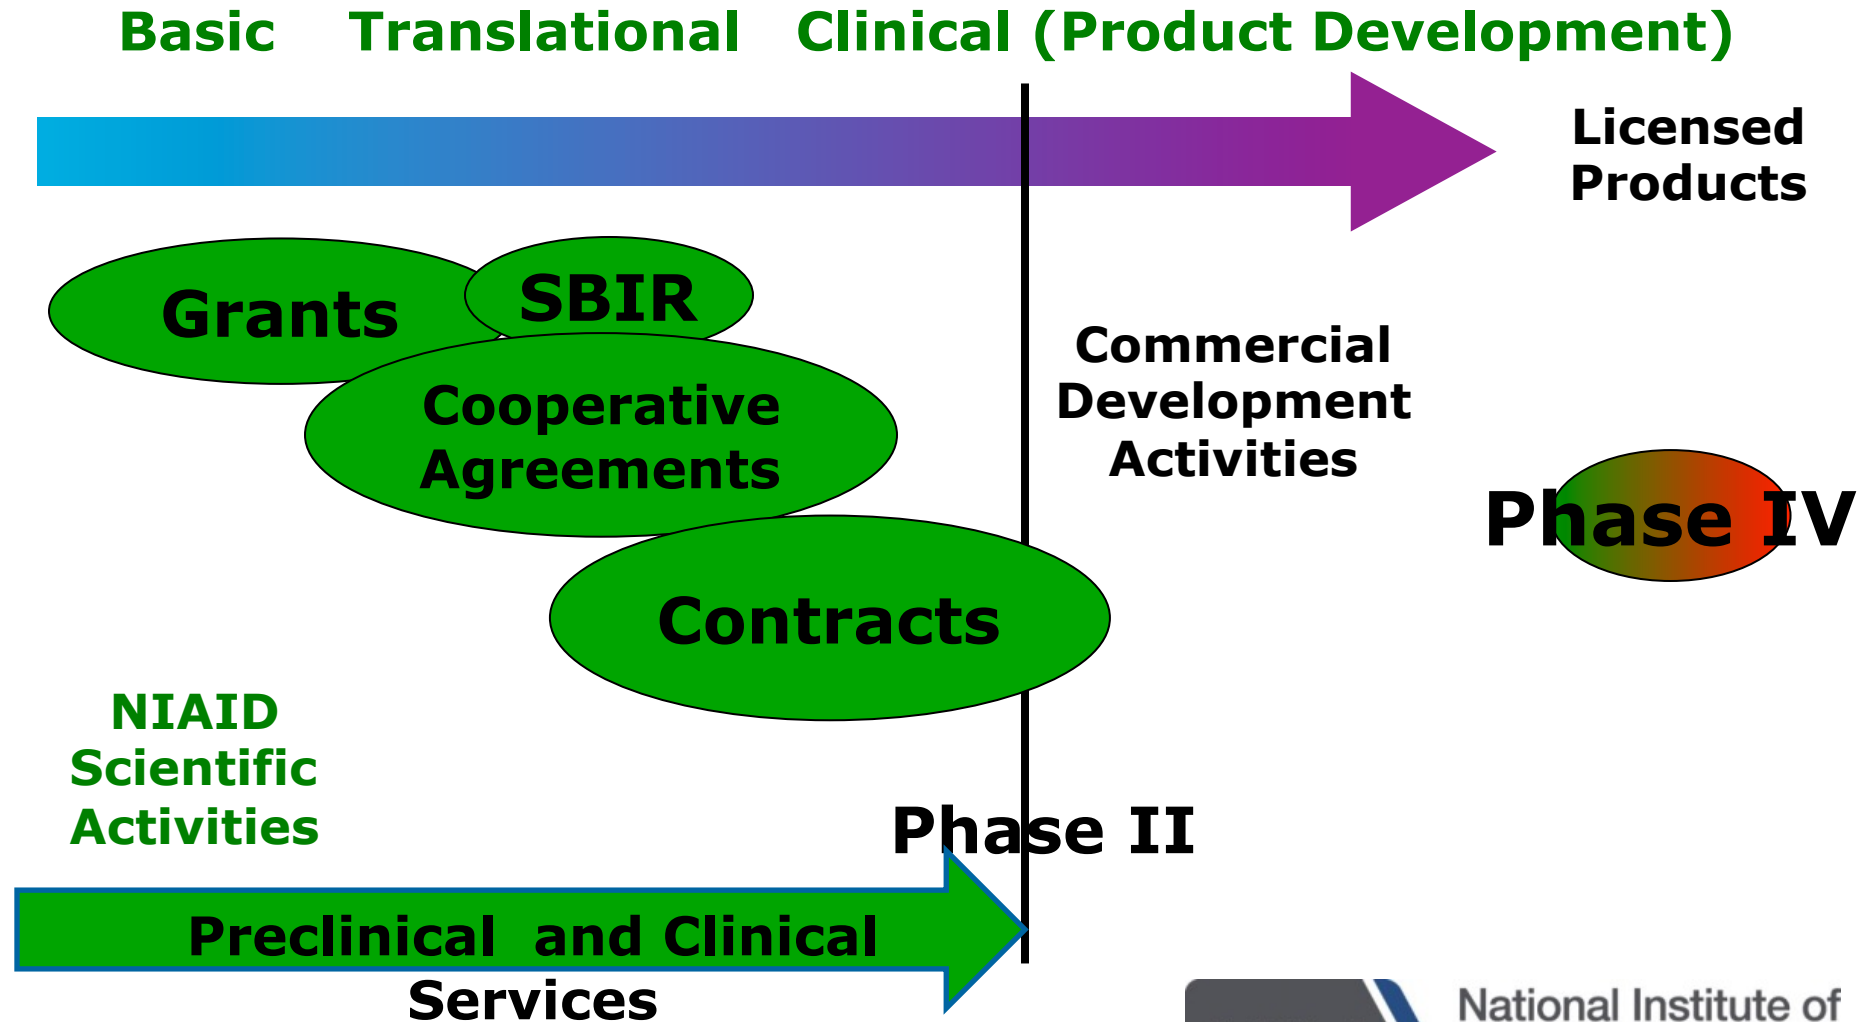 Basic Translational Clinical (Product Development)
Licensed
Products
Grants
SBIR
Cooperative
Agreements
Commercial
Development
Activities
Phase IV
Contracts
NIAID
Scientific
Activities
Phase II
Preclinical and Clinical
Services
National Institute of